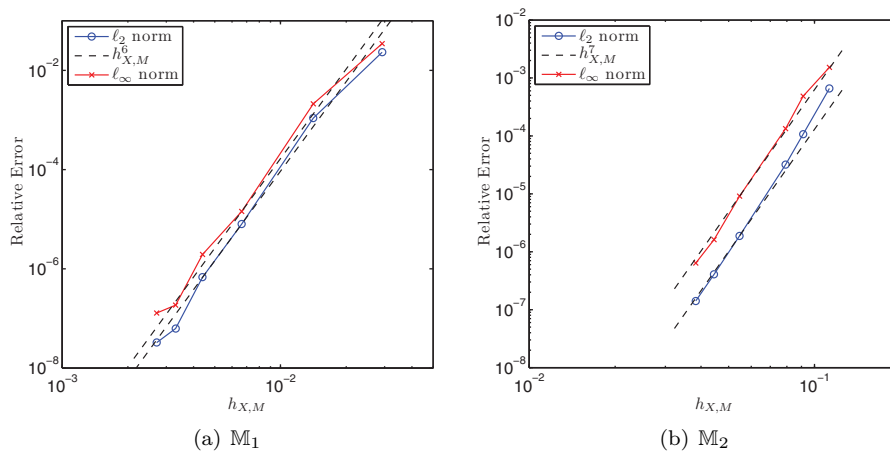 ℓ₂ norm
h⁶_{X,M}
ℓ∞ norm
Relative Error
10⁻²
10⁻⁴
10⁻⁶
10⁻⁸
10⁻³
10⁻²
h_{X,M}
(a) 𝕄₁
ℓ₂ norm
h⁷_{X,M}
ℓ∞ norm
Relative Error
10⁻²
10⁻³
10⁻⁴
10⁻⁵
10⁻⁶
10⁻⁷
10⁻⁸
10⁻²
10⁻¹
h_{X,M}
(b) 𝕄₂